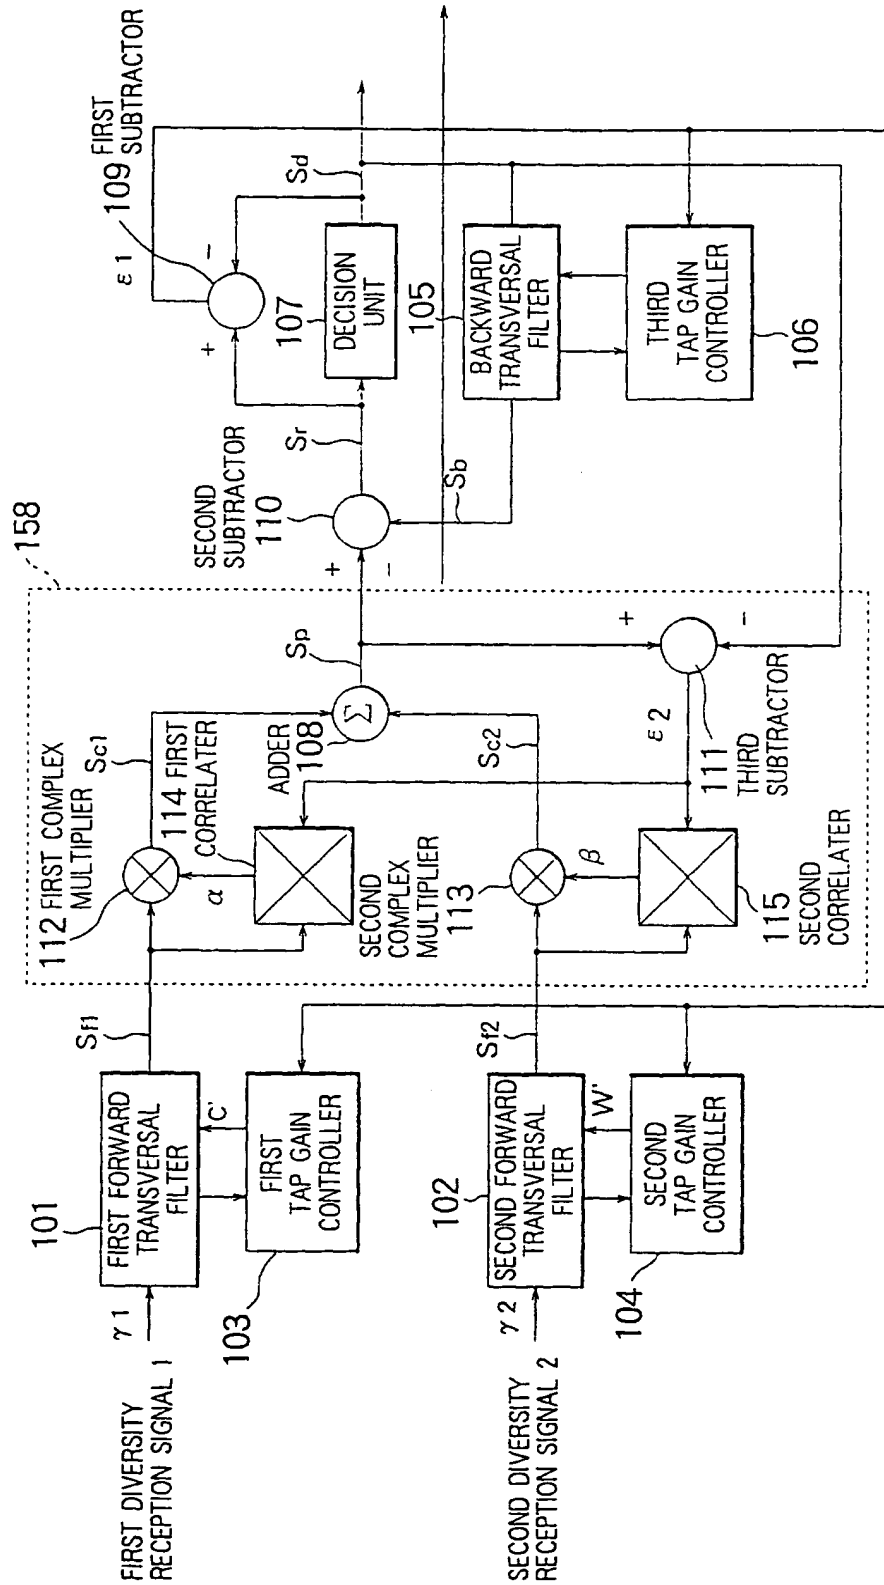 FIRST DIVERSITY
RECEPTION SIGNAL 1
γ1
101
FIRST FORWARD
TRANSVERSAL
FILTER
C'
103
FIRST
TAP GAIN
CONTROLLER
Sf1
SECOND DIVERSITY
RECEPTION SIGNAL 2
γ2
102
SECOND FORWARD
TRANSVERSAL
FILTER
W'
104
SECOND
TAP GAIN
CONTROLLER
Sf2
158
112 FIRST COMPLEX
MULTIPLIER
Sc1
α
114 FIRST
CORRELATER
ADDER
108
Σ
Sp
SECOND
COMPLEX
MULTIPLIER
113
Sc2
β
115
SECOND
CORRELATER
ε2
111
THIRD
SUBTRACTOR
+
−
SECOND
SUBTRACTOR
110
+
−
Sr
Sb
109 FIRST
SUBTRACTOR
ε1
+
−
107
DECISION
UNIT
Sd
105
BACKWARD
TRANSVERSAL
FILTER
THIRD
TAP GAIN
CONTROLLER
106